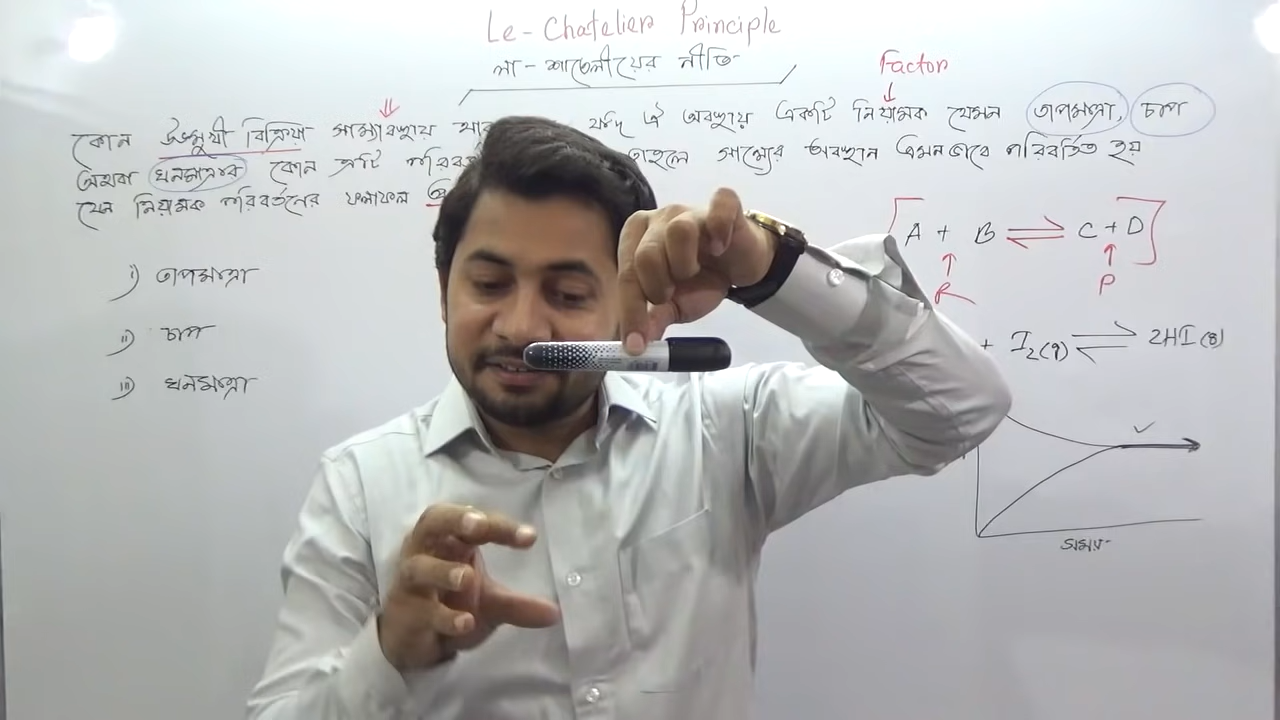 Le-Chatelier Principle
লা-শাতেলীয়ের নীতি
Factor
কোন উভমুখী বিক্রিয়া সাম্যাবস্থায় যদি ঐ অবস্থায় একটি নিয়ামক যেমন তাপমাত্রা, চাপ
অথবা ঘনমাত্রার কোন একটি তাহলে সাম্যের অবস্থান এমনভাবে পরিবর্তিত হয়
যেন নিয়ামক পরিবর্তনের ফলাফল
A + B ⇌ C + D
R P
i) তাপমাত্রা
ii) চাপ
iii) ঘনমাত্রা
+ I₂(g) ⇌ 2HI(g)
সময়